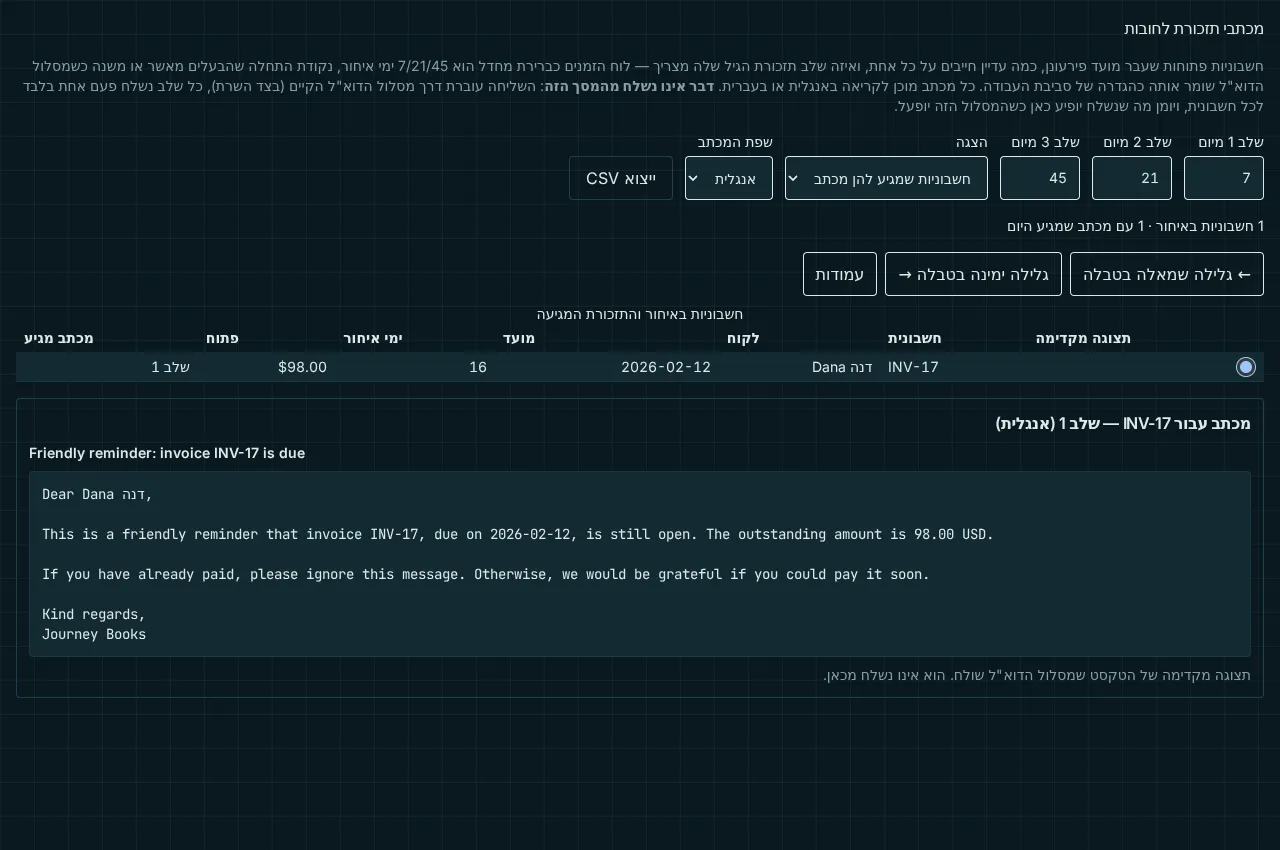 מכתבי תזכורת לחובות
חשבוניות פתוחות שעבר מועד פירעונן, כמה עדיין חייבים על כל אחת, ואיזה שלב תזכורת הגיל שלה מצריך — לוח הזמנים כברירת מחדל הוא 7/21/45 ימי איחור, נקודת התחלה שהבעלים מאשר או משנה כשמסלול
הדוא"ל שומר אותה כהגדרה של סביבת העבודה. כל מכתב מוכן לקריאה באנגלית או בעברית. דבר אינו נשלח מהמסך הזה: השליחה עוברת דרך מסלול הדוא"ל הקיים (בצד השרת), כל שלב נשלח פעם אחת בלבד
לכל חשבונית, ויומן מה שנשלח יופיע כאן כשהמסלול הזה יופעל.
שלב 1 מיום שלב 2 מיום שלב 3 מיום הצגה שפת המכתב
7 21 45 חשבוניות שמגיע להן מכתב אנגלית ייצוא CSV
1 חשבוניות באיחור · 1 עם מכתב שמגיע היום
← גלילה שמאלה בטבלה גלילה ימינה בטבלה → עמודות
חשבוניות באיחור והתזכורת המגיעה
תצוגה מקדימה חשבונית לקוח מועד ימי איחור פתוח מכתב מגיע
INV-17 Dana דנה 2026-02-12 16 $98.00 שלב 1
מכתב עבור INV-17 — שלב 1 (אנגלית)
Friendly reminder: invoice INV-17 is due
Dear Dana דנה,
This is a friendly reminder that invoice INV-17, due on 2026-02-12, is still open. The outstanding amount is 98.00 USD.
If you have already paid, please ignore this message. Otherwise, we would be grateful if you could pay it soon.
Kind regards,
Journey Books
תצוגה מקדימה של הטקסט שמסלול הדוא"ל שולח. הוא אינו נשלח מכאן.